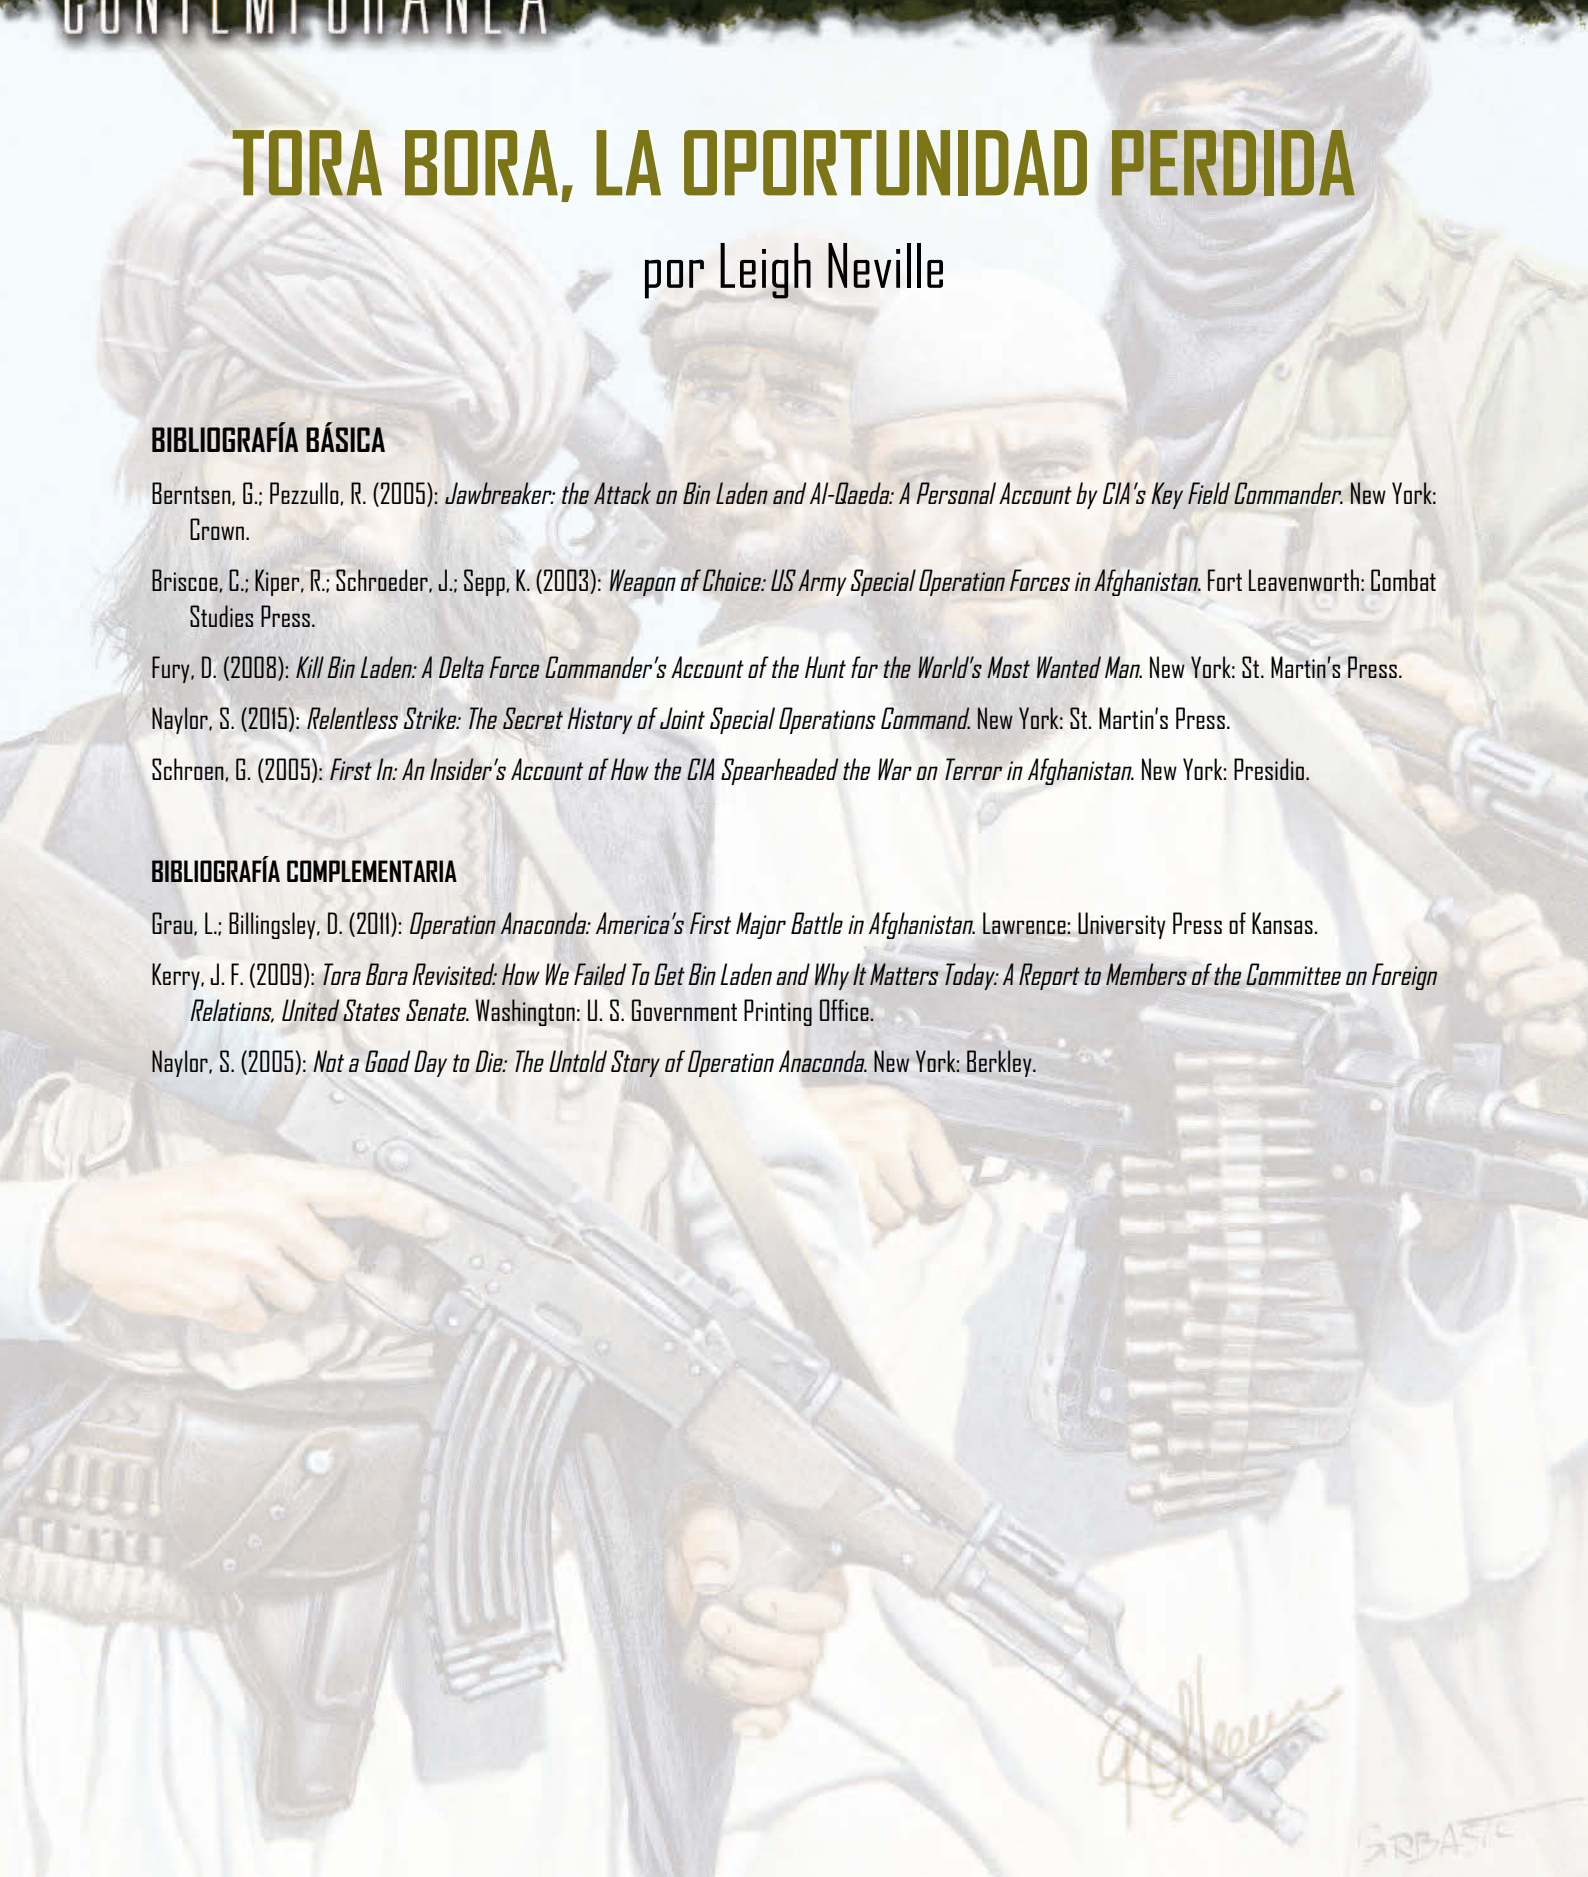 CONTEMPORÁNEA
TORA BORA, LA OPORTUNIDAD PERDIDA
por Leigh Neville
BIBLIOGRAFÍA BÁSICA
Berntsen, G.; Pezzullo, R. (2005): Jawbreaker: the Attack on Bin Laden and Al-Qaeda: A Personal Account by CIA's Key Field Commander. New York:
Crown.
Briscoe, C.; Kiper, R.; Schroeder, J.; Sepp, K. (2003): Weapon of Choice: US Army Special Operation Forces in Afghanistan. Fort Leavenworth: Combat
Studies Press.
Fury, D. (2008): Kill Bin Laden: A Delta Force Commander's Account of the Hunt for the World's Most Wanted Man. New York: St. Martin's Press.
Naylor, S. (2015): Relentless Strike: The Secret History of Joint Special Operations Command. New York: St. Martin's Press.
Schroen, G. (2005): First In: An Insider's Account of How the CIA Spearheaded the War on Terror in Afghanistan. New York: Presidio.
BIBLIOGRAFÍA COMPLEMENTARIA
Grau, L.; Billingsley, D. (2011): Operation Anaconda: America's First Major Battle in Afghanistan. Lawrence: University Press of Kansas.
Kerry, J. F. (2009): Tora Bora Revisited: How We Failed To Get Bin Laden and Why It Matters Today: A Report to Members of the Committee on Foreign
Relations, United States Senate. Washington: U. S. Government Printing Office.
Naylor, S. (2005): Not a Good Day to Die: The Untold Story of Operation Anaconda. New York: Berkley.